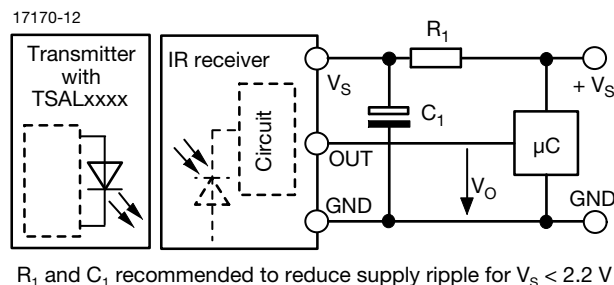 17170-12
Transmitter
with
TSALxxxx
IR receiver
Circuit
VS
OUT
GND
R1
C1
VO
µC
+ VS
GND
R1 and C1 recommended to reduce supply ripple for VS < 2.2 V